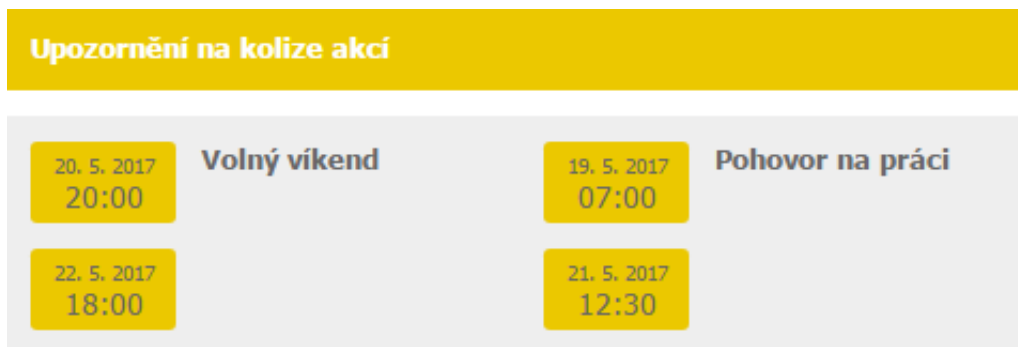 Upozornění na kolize akcí
20. 5. 2017
20:00
Volný víkend
22. 5. 2017
18:00
19. 5. 2017
07:00
Pohovor na práci
21. 5. 2017
12:30